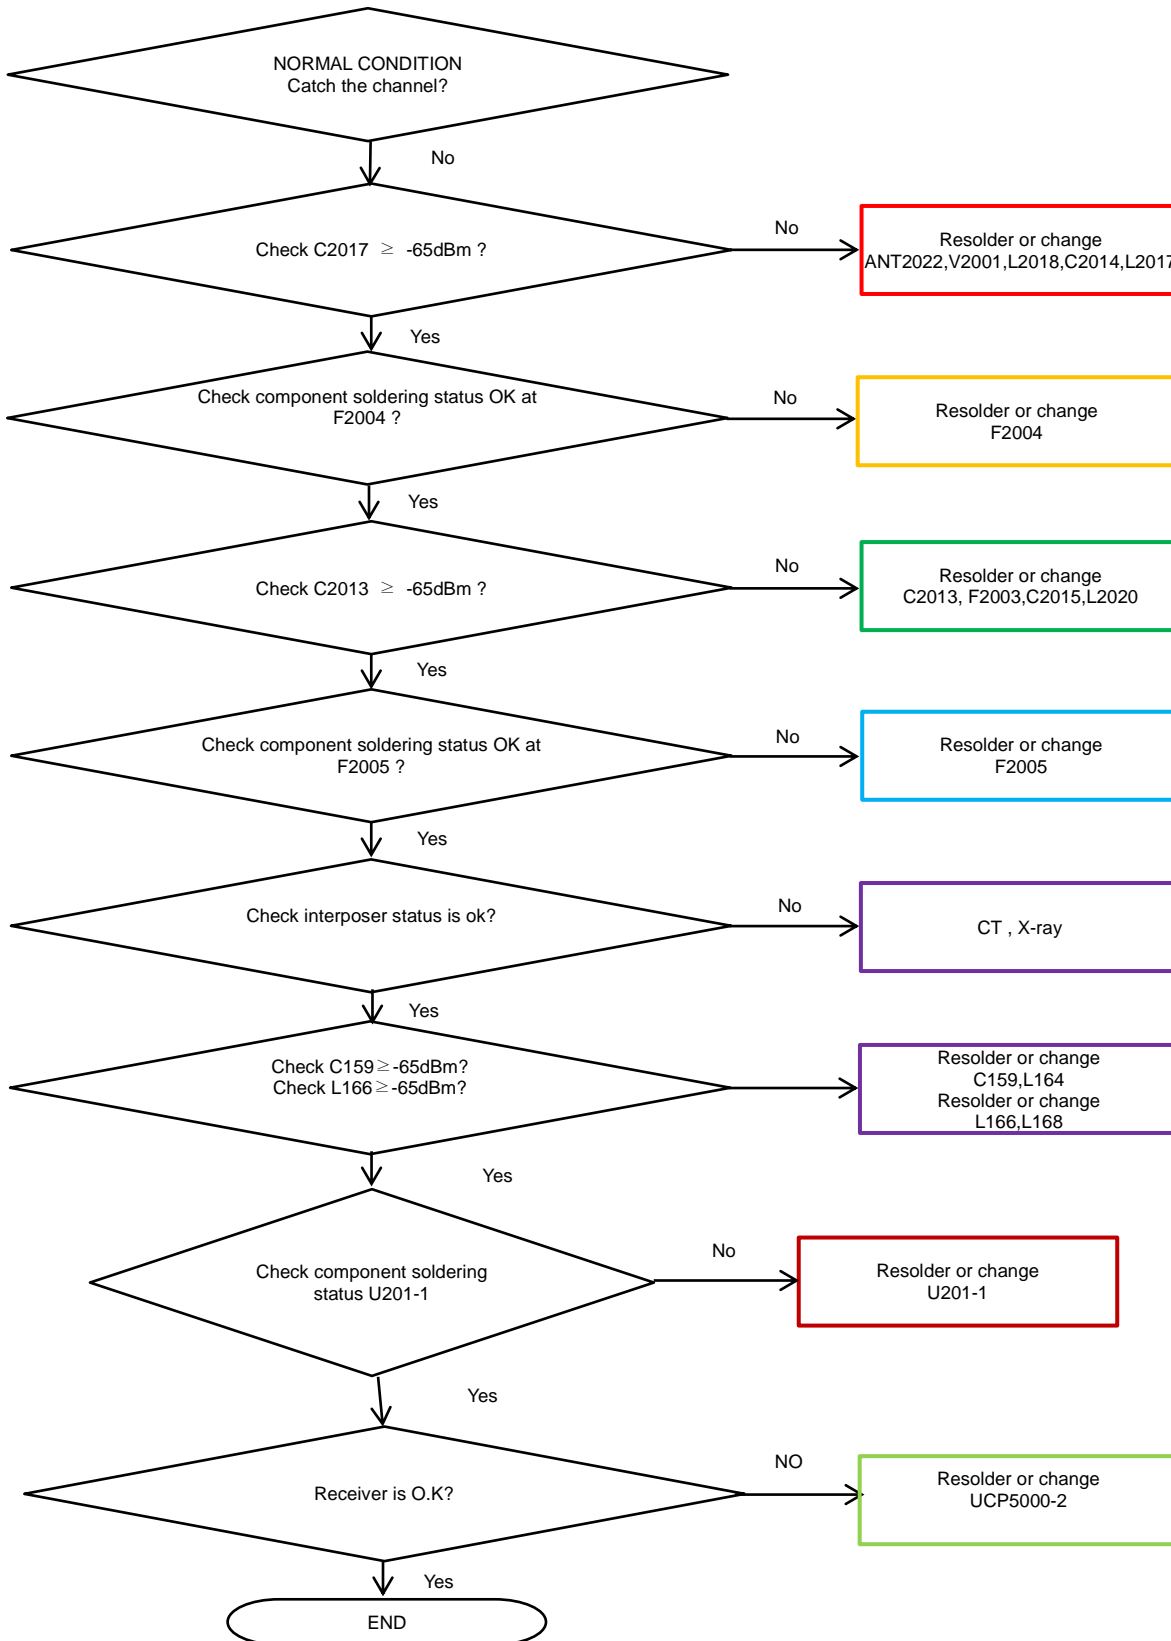 NORMAL CONDITION
Catch the channel?
No
Check C2017 ≥ -65dBm ?
No
Resolder or change
ANT2022,V2001,L2018,C2014,L2017
Yes
Check component soldering status OK at
F2004 ?
No
Resolder or change
F2004
Yes
Check C2013 ≥ -65dBm ?
No
Resolder or change
C2013, F2003,C2015,L2020
Yes
Check component soldering status OK at
F2005 ?
No
Resolder or change
F2005
Yes
Check interposer status is ok?
No
CT , X-ray
Yes
Check C159≥-65dBm?
Check L166≥-65dBm?
Resolder or change
C159,L164
Resolder or change
L166,L168
Yes
Check component soldering
status U201-1
No
Resolder or change
U201-1
Yes
Receiver is O.K?
NO
Resolder or change
UCP5000-2
Yes
END